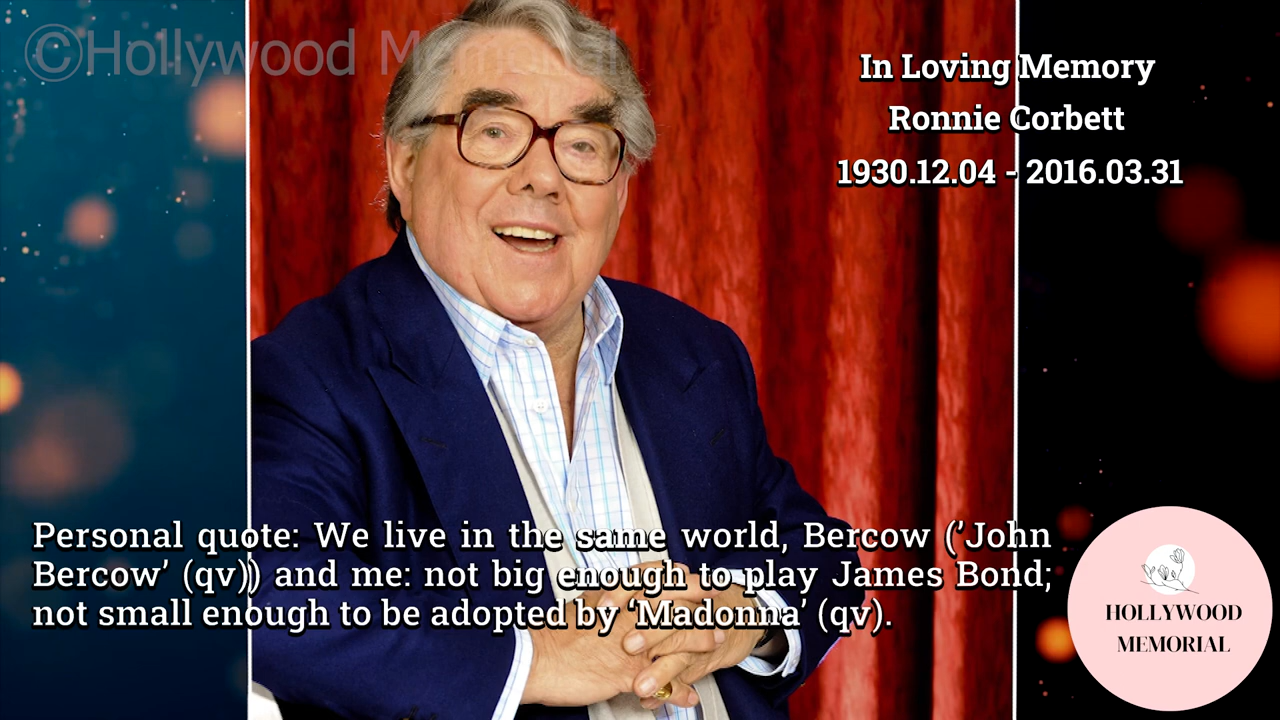 ©Hollywood Memorial
In Loving Memory
Ronnie Corbett
1930.12.04 - 2016.03.31
Personal quote: We live in the same world, Bercow (’John
Bercow’ (qv)) and me: not big enough to play James Bond;
not small enough to be adopted by ‘Madonna’ (qv).
HOLLYWOOD
MEMORIAL